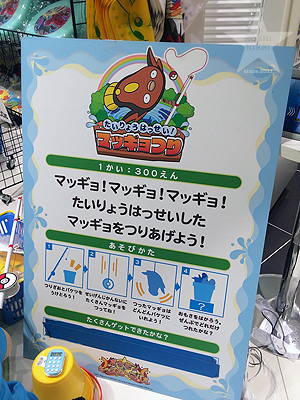 たいりょうはっせい!
マッギョつり
1かい:300えん
マッギョ!マッギョ!マッギョ!
たいりょうはっせいした
マッギョをつりあげよう!
あそびかた
1
つりざおとバケツを
うけとろう!
2
せいげんじかんないに
たくさんマッギョを
つってね!
3
つったマッギョは
どんどんバケツに
いれよう!
4
?
おもさをはかろう。
ぜんぶでどれだけ
つれたかな?
たくさんゲットできたかな?